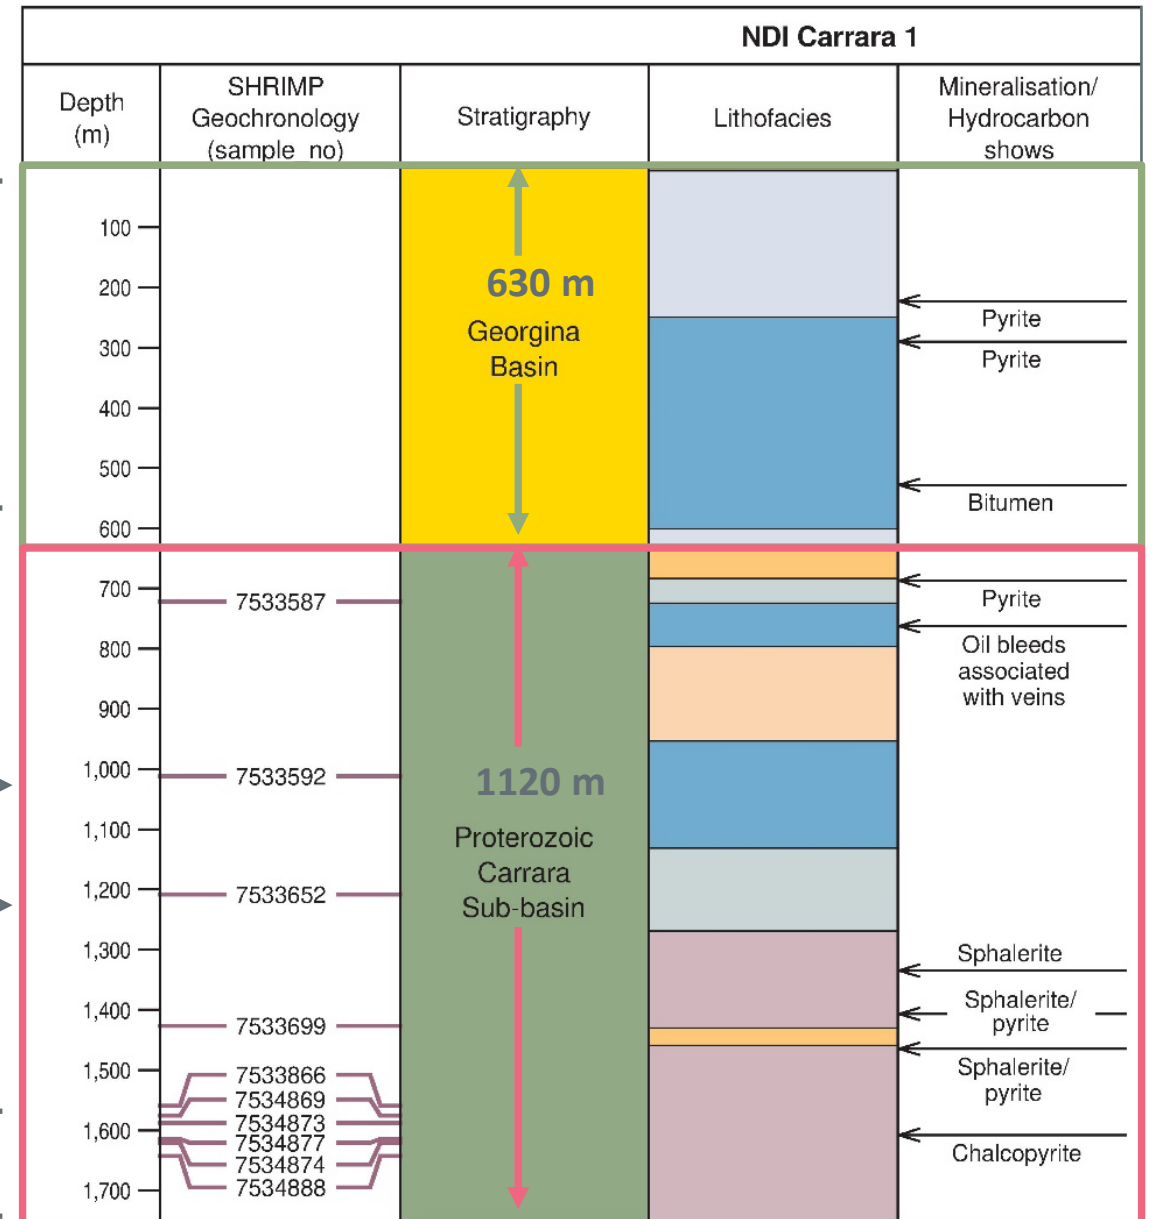 NDI Carrara 1
Depth
(m)
SHRIMP
Geochronology
(sample no)
Stratigraphy
Lithofacies
Mineralisation/
Hydrocarbon
shows
100
200
300
400
500
600
700
800
900
1,000
1,100
1,200
1,300
1,400
1,500
1,600
1,700
7533587
7533592
7533652
7533699
7533866
7534869
7534873
7534877
7534874
7534888
630 m
Georgina
Basin
1120 m
Proterozoic
Carrara
Sub-basin
Pyrite
Pyrite
Bitumen
Pyrite
Oil bleeds
associated
with veins
Sphalerite
Sphalerite/
pyrite
Sphalerite/
pyrite
Chalcopyrite